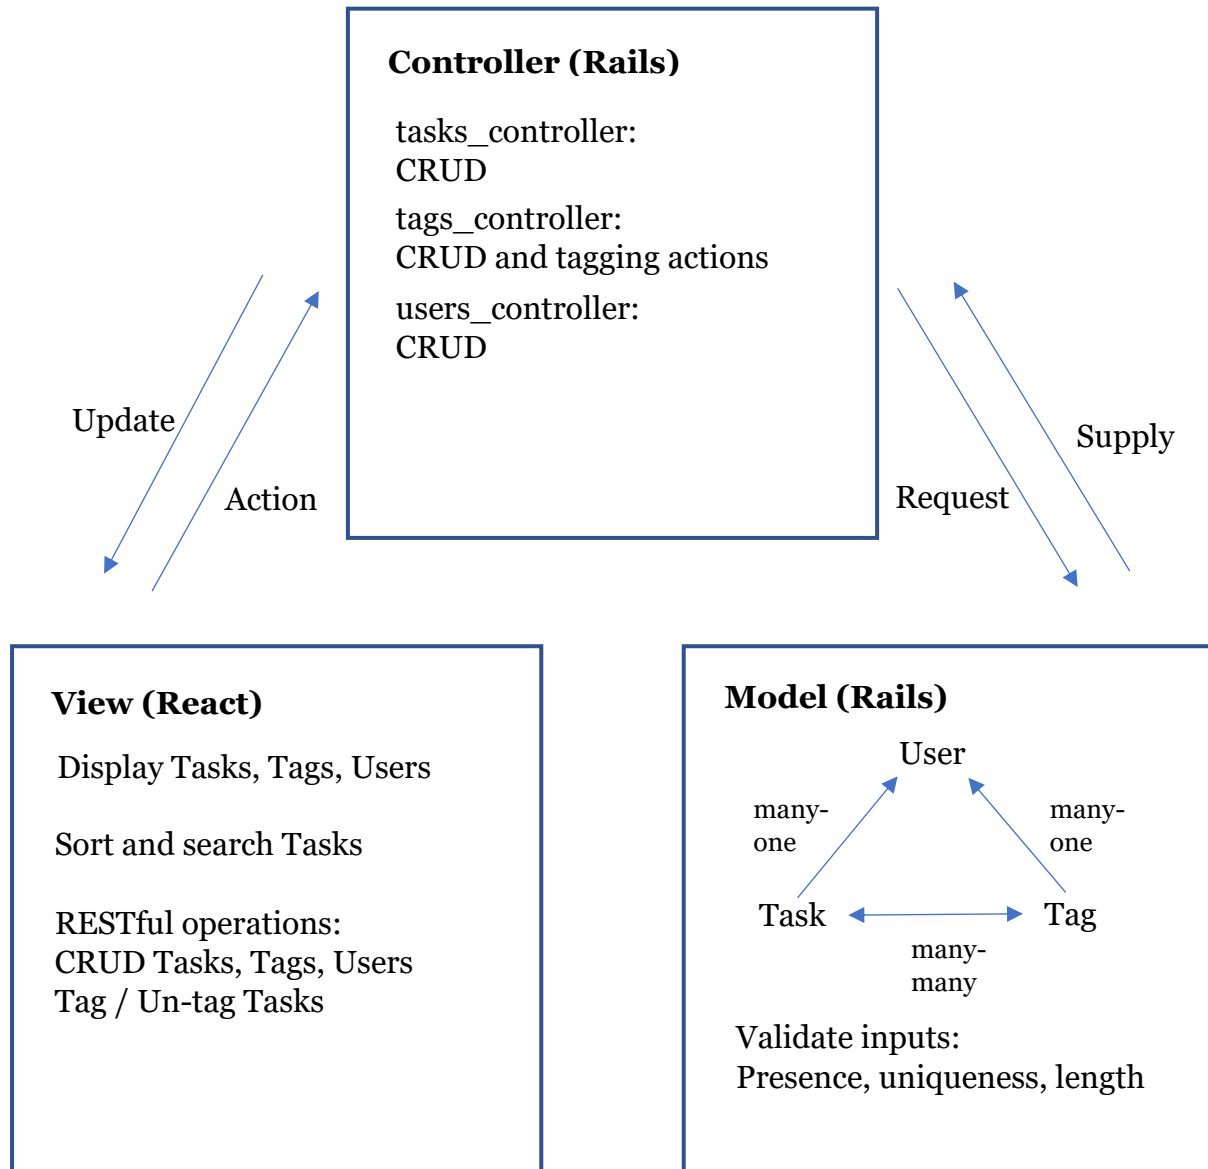 Controller (Rails)
tasks_controller:
CRUD
tags_controller:
CRUD and tagging actions
users_controller:
CRUD
Update
Action
Request
Supply
View (React)
Display Tasks, Tags, Users
Sort and search Tasks
RESTful operations:
CRUD Tasks, Tags, Users
Tag / Un-tag Tasks
Model (Rails)
User
many-
one
many-
one
Task
Tag
many-
many
Validate inputs:
Presence, uniqueness, length